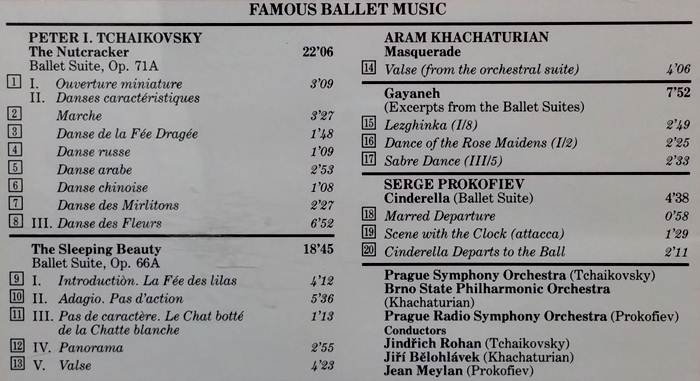 FAMOUS BALLET MUSIC
PETER I. TCHAIKOVSKY
The Nutcracker 22'06
Ballet Suite, Op. 71A
1 I. Ouverture miniature 3'09
II. Danses caractéristiques
2 Marche 3'27
3 Danse de la Fée Dragée 1'48
4 Danse russe 1'09
5 Danse arabe 2'53
6 Danse chinoise 1'08
7 Danse des Mirlitons 2'27
8 III. Danse des Fleurs 6'52
The Sleeping Beauty 18'45
Ballet Suite, Op. 66A
9 I. Introductiòn. La Fée des lilas 4'12
10 II. Adagio. Pas d'action 5'36
11 III. Pas de caractère. Le Chat botté 1'13
de la Chatte blanche
12 IV. Panorama 2'55
13 V. Valse 4'23
ARAM KHACHATURIAN
Masquerade
14 Valse (from the orchestral suite) 4'06
Gayaneh 7'52
(Excerpts from the Ballet Suites)
15 Lezghinka (I/8) 2'49
16 Dance of the Rose Maidens (I/2) 2'25
17 Sabre Dance (III/5) 2'33
SERGE PROKOFIEV
Cinderella (Ballet Suite) 4'38
18 Marred Departure 0'58
19 Scene with the Clock (attacca) 1'29
20 Cinderella Departs to the Ball 2'11
Prague Symphony Orchestra (Tchaikovsky)
Brno State Philharmonic Orchestra
(Khachaturian)
Prague Radio Symphony Orchestra (Prokofiev)
Conductors
Jindřich Rohan (Tchaikovsky)
Jiří Bělohlávek (Khachaturian)
Jean Meylan (Prokofiev)